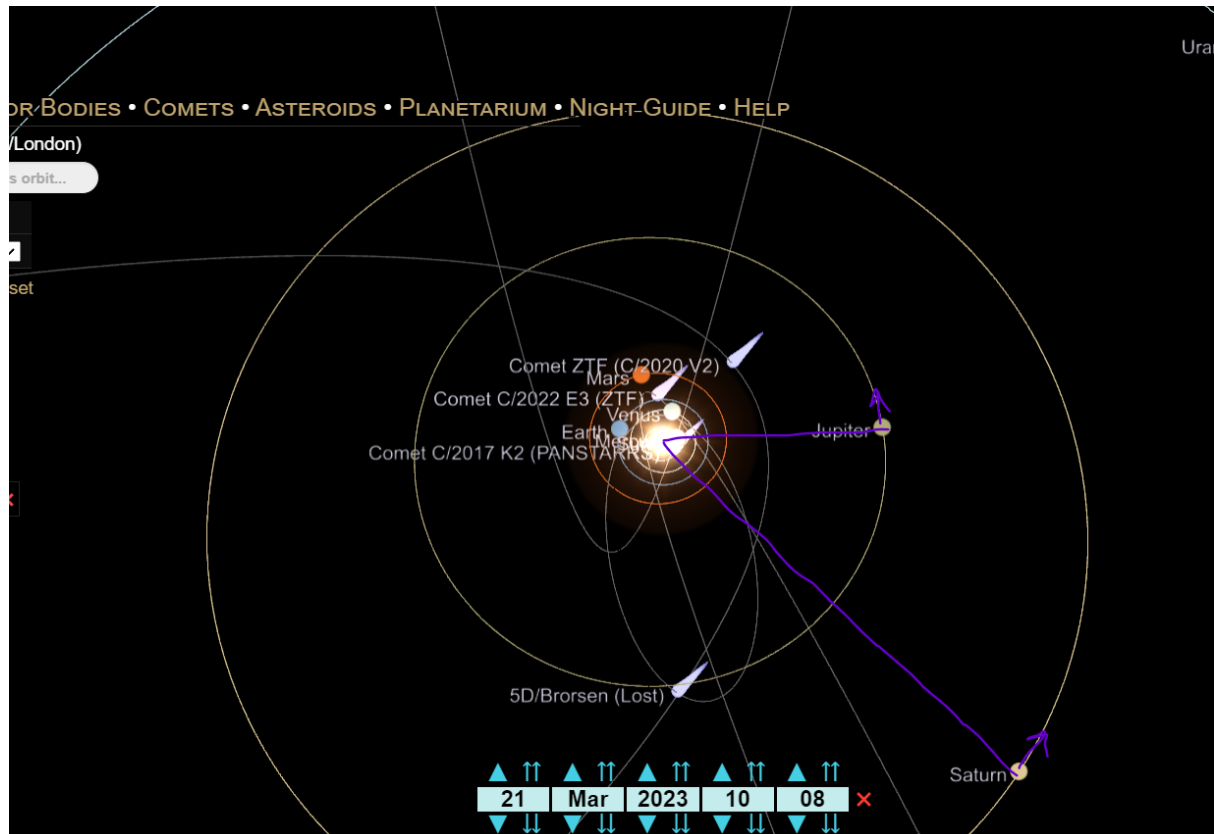 Ura
OR BODIES • COMETS • ASTEROIDS • PLANETARIUM • NIGHT-GUIDE • HELP
/London)
s orbit...
set
Comet ZTF (C/2020 V2)
Mars
Comet C/2022 E3 (ZTF)
Venus
Earth
Jupiter
Comet C/2017 K2 (PANSTARRS)
5D/Brorsen (Lost)
Saturn
21 Mar 2023 10 08